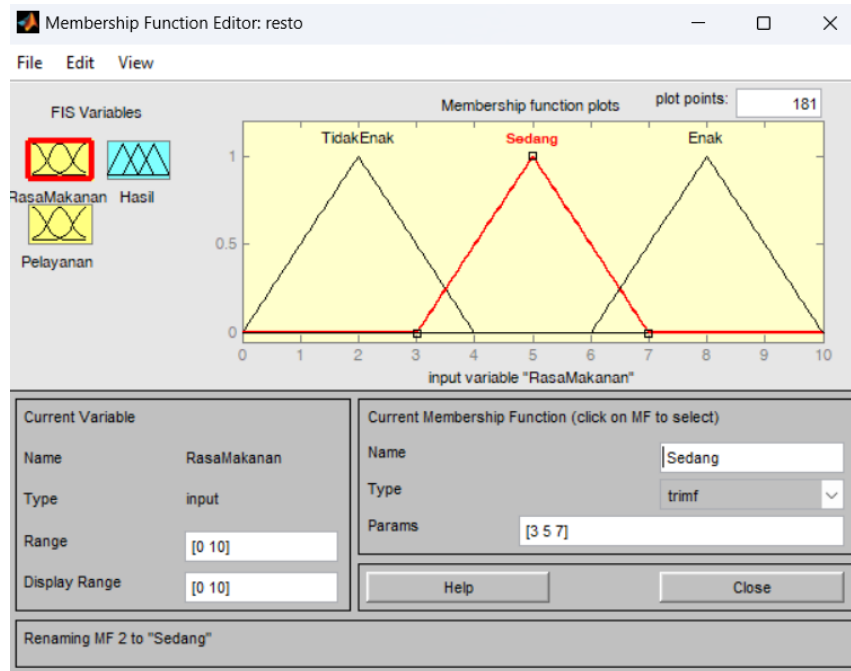 Membership Function Editor: resto
File Edit View
FIS Variables
RasaMakanan Hasil
Pelayanan
Membership function plots
plot points: 181
TidakEnak Sedang Enak
1
0.5
0
0 1 2 3 4 5 6 7 8 9 10
input variable "RasaMakanan"
Current Variable
Name RasaMakanan
Type input
Range [0 10]
Display Range [0 10]
Current Membership Function (click on MF to select)
Name Sedang
Type trimf
Params [3 5 7]
Help Close
Renaming MF 2 to "Sedang"